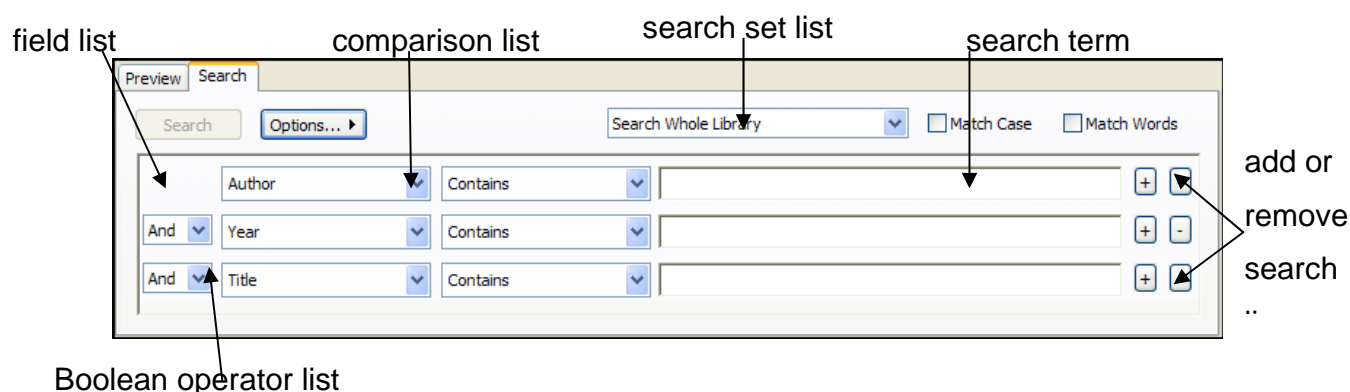 field list comparison list search set list search term
Preview Search
Search Options... Search Whole Library Match Case Match Words
Author Contains + 
And Year Contains + -
And Title Contains +
add or
remove
search
..
Boolean operator list